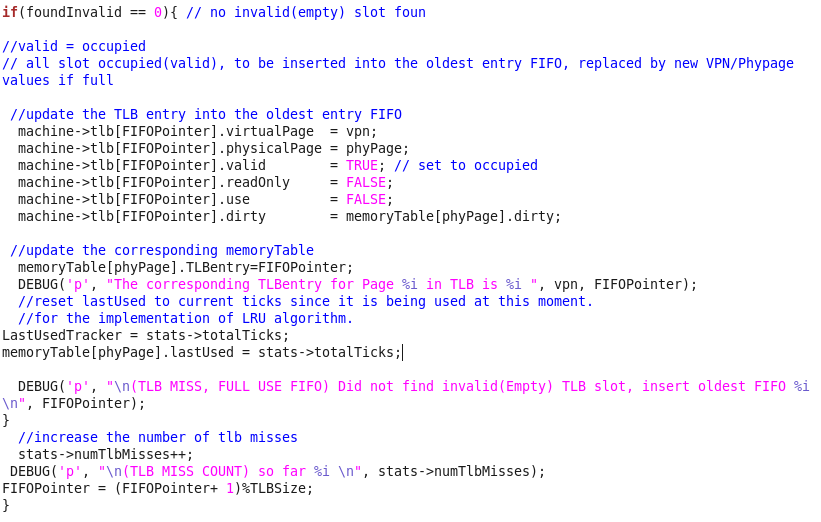 if(foundInvalid == 0){ // no invalid(empty) slot foun
//valid = occupied
// all slot occupied(valid), to be inserted into the oldest entry FIFO, replaced by new VPN/Phypage
values if full
//update the TLB entry into the oldest entry FIFO
machine->tlb[FIFOPointer].virtualPage  = vpn;
machine->tlb[FIFOPointer].physicalPage = phyPage;
machine->tlb[FIFOPointer].valid        = TRUE; // set to occupied
machine->tlb[FIFOPointer].readOnly     = FALSE;
machine->tlb[FIFOPointer].use          = FALSE;
machine->tlb[FIFOPointer].dirty        = memoryTable[phyPage].dirty;
//update the corresponding memoryTable
memoryTable[phyPage].TLBentry=FIFOPointer;
DEBUG('p', "The corresponding TLBentry for Page %i in TLB is %i ", vpn, FIFOPointer);
//reset lastUsed to current ticks since it is being used at this moment.
//for the implementation of LRU algorithm.
LastUsedTracker = stats->totalTicks;
memoryTable[phyPage].lastUsed = stats->totalTicks;
DEBUG('p', "\n(TLB MISS, FULL USE FIFO) Did not find invalid(Empty) TLB slot, insert oldest FIFO %i
\n", FIFOPointer);
}
//increase the number of tlb misses
stats->numTlbMisses++;
DEBUG('p', "\n(TLB MISS COUNT) so far %i \n", stats->numTlbMisses);
FIFOPointer = (FIFOPointer+ 1)%TLBSize;
}